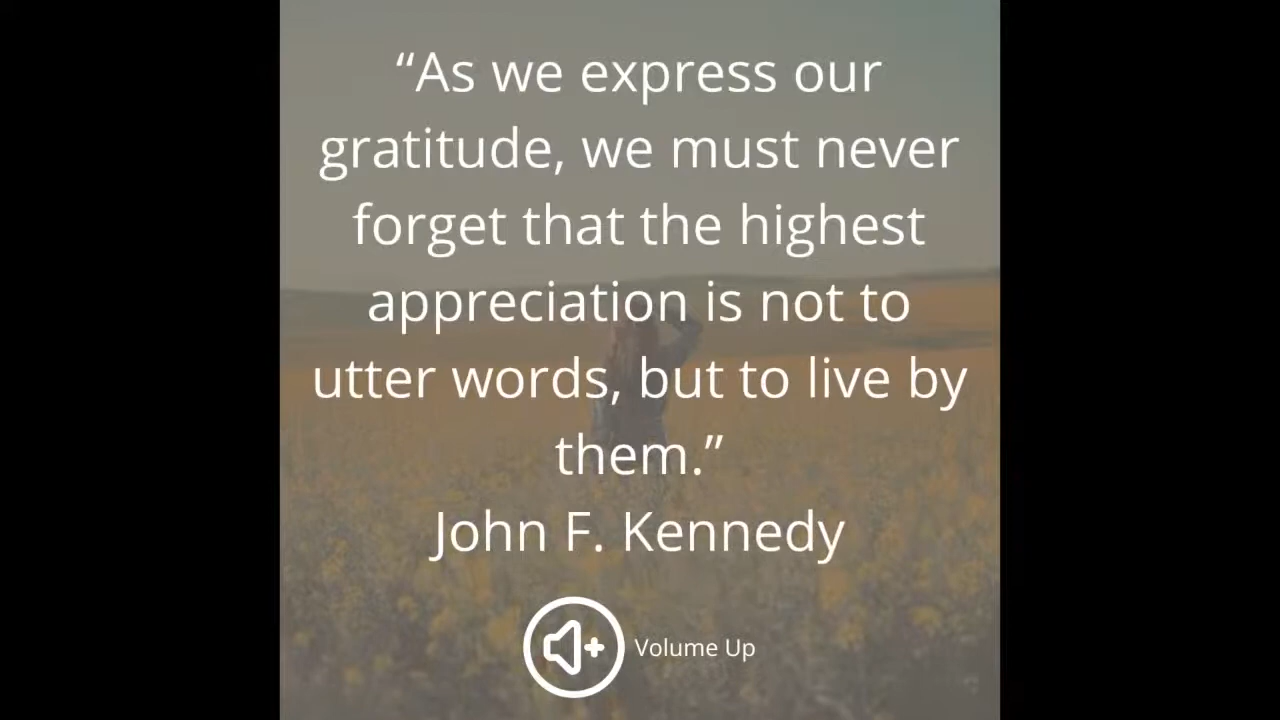 “As we express our
gratitude, we must never
forget that the highest
appreciation is not to
utter words, but to live by
them.”
John F. Kennedy
Volume Up